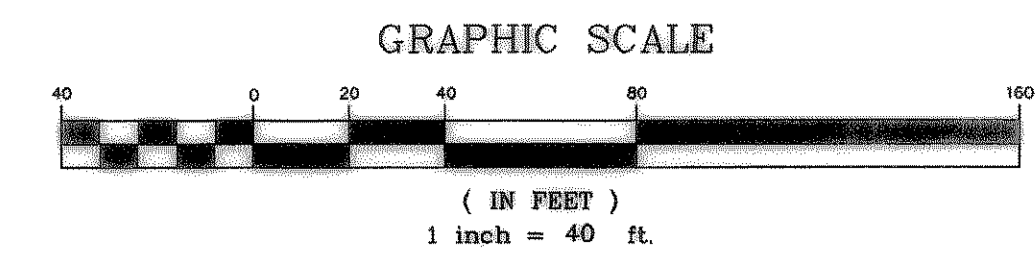 GRAPHIC SCALE
40 0 20 40 80 160
( IN FEET )
1 inch = 40 ft.